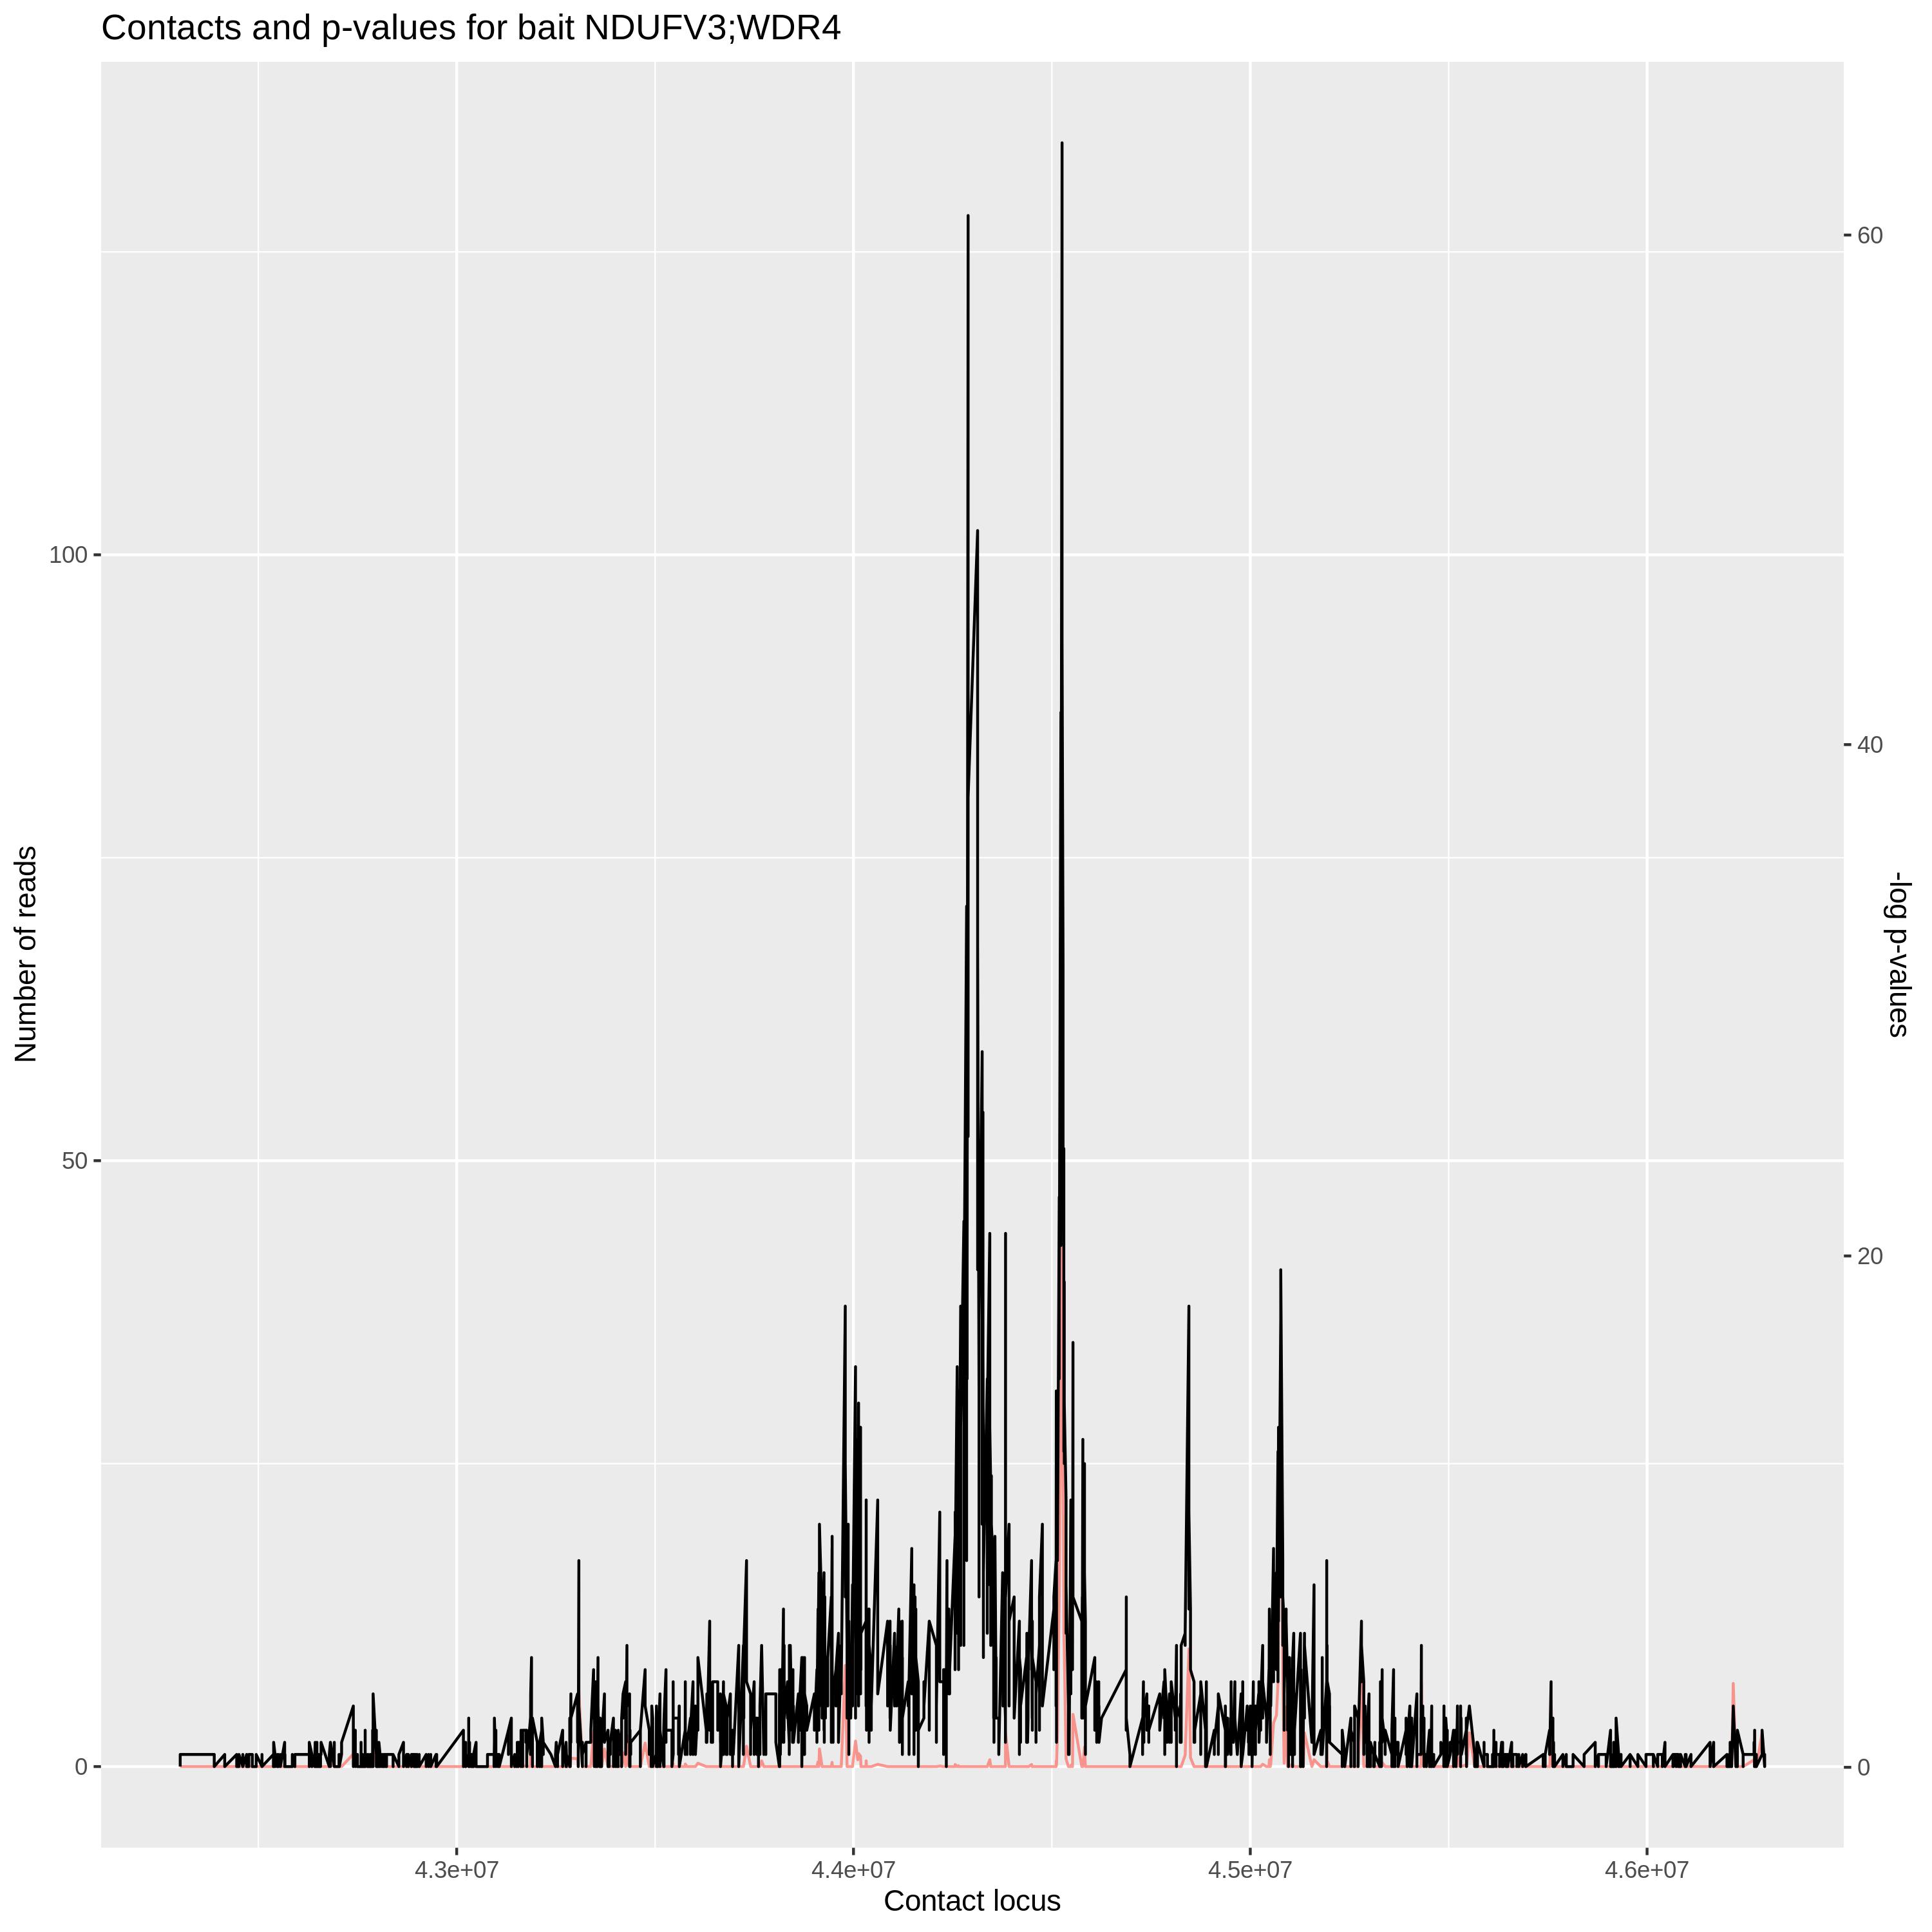 Contacts and p-values for bait NDUFV3;WDR4
Number of reads
100
50
0
60
40
20
0
-log p-values
4.3e+07
4.4e+07
4.5e+07
4.6e+07
Contact locus